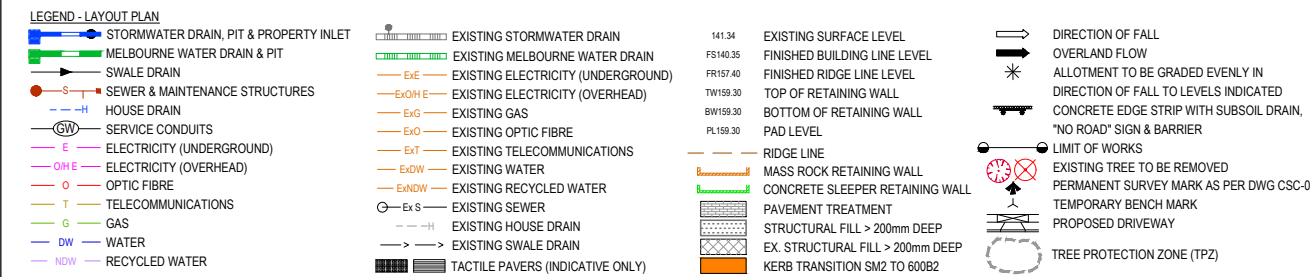 LEGEND - LAYOUT PLAN
STORMWATER DRAIN, PIT & PROPERTY INLET
MELBOURNE WATER DRAIN & PIT
SWALE DRAIN
S SEWER & MAINTENANCE STRUCTURES
H HOUSE DRAIN
GW SERVICE CONDUITS
E ELECTRICITY (UNDERGROUND)
O/H E ELECTRICITY (OVERHEAD)
O OPTIC FIBRE
T TELECOMMUNICATIONS
G GAS
DW WATER
NDW RECYCLED WATER
EXISTING STORMWATER DRAIN
EXISTING MELBOURNE WATER DRAIN
ExE EXISTING ELECTRICITY (UNDERGROUND)
ExO/H E EXISTING ELECTRICITY (OVERHEAD)
ExG EXISTING GAS
ExO EXISTING OPTIC FIBRE
ExT EXISTING TELECOMMUNICATIONS
ExDW EXISTING WATER
ExNDW EXISTING RECYCLED WATER
Ex S EXISTING SEWER
H EXISTING HOUSE DRAIN
EXISTING SWALE DRAIN
TACTILE PAVERS (INDICATIVE ONLY)
141.34 EXISTING SURFACE LEVEL
FS140.35 FINISHED BUILDING LINE LEVEL
FR157.40 FINISHED RIDGE LINE LEVEL
TW159.30 TOP OF RETAINING WALL
BW159.30 BOTTOM OF RETAINING WALL
PL159.30 PAD LEVEL
RIDGE LINE
MASS ROCK RETAINING WALL
CONCRETE SLEEPER RETAINING WALL
PAVEMENT TREATMENT
STRUCTURAL FILL > 200mm DEEP
EX. STRUCTURAL FILL > 200mm DEEP
KERB TRANSITION SM2 TO 600B2
DIRECTION OF FALL
OVERLAND FLOW
ALLOTMENT TO BE GRADED EVENLY IN
DIRECTION OF FALL TO LEVELS INDICATED
CONCRETE EDGE STRIP WITH SUBSOIL DRAIN,
"NO ROAD" SIGN & BARRIER
LIMIT OF WORKS
EXISTING TREE TO BE REMOVED
PERMANENT SURVEY MARK AS PER DWG CSC-0
TEMPORARY BENCH MARK
PROPOSED DRIVEWAY
TREE PROTECTION ZONE (TPZ)